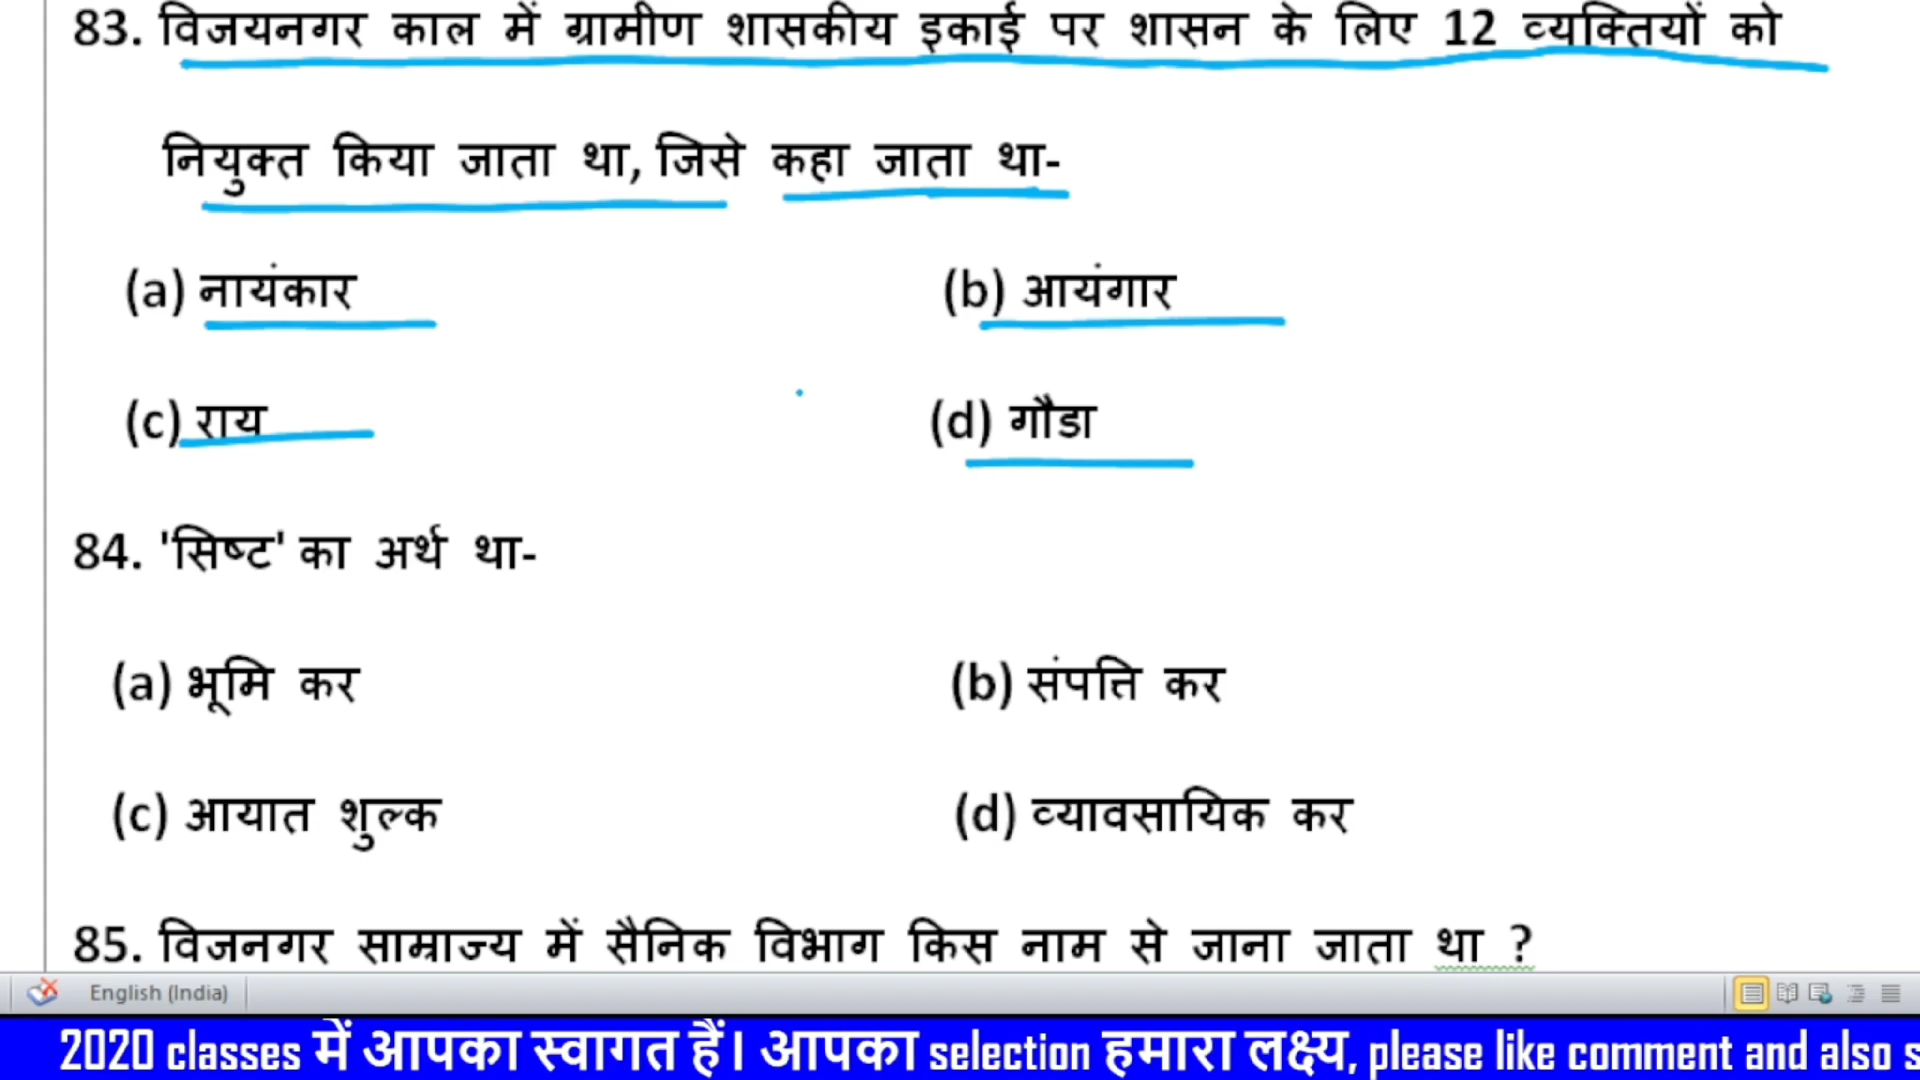 83. विजयनगर काल में ग्रामीण शासकीय इकाई पर शासन के लिए 12 व्यक्तियों को
नियुक्त किया जाता था, जिसे कहा जाता था-
(a) नायंकार (b) आयंगार
(c) राय (d) गौडा
84. 'सिष्ट' का अर्थ था-
(a) भूमि कर (b) संपत्ति कर
(c) आयात शुल्क (d) व्यावसायिक कर
85. विजनगर साम्राज्य में सैनिक विभाग किस नाम से जाना जाता था ?
English (India)
2020 classes में आपका स्वागत हैं। आपका selection हमारा लक्ष्य, please like comment and also s